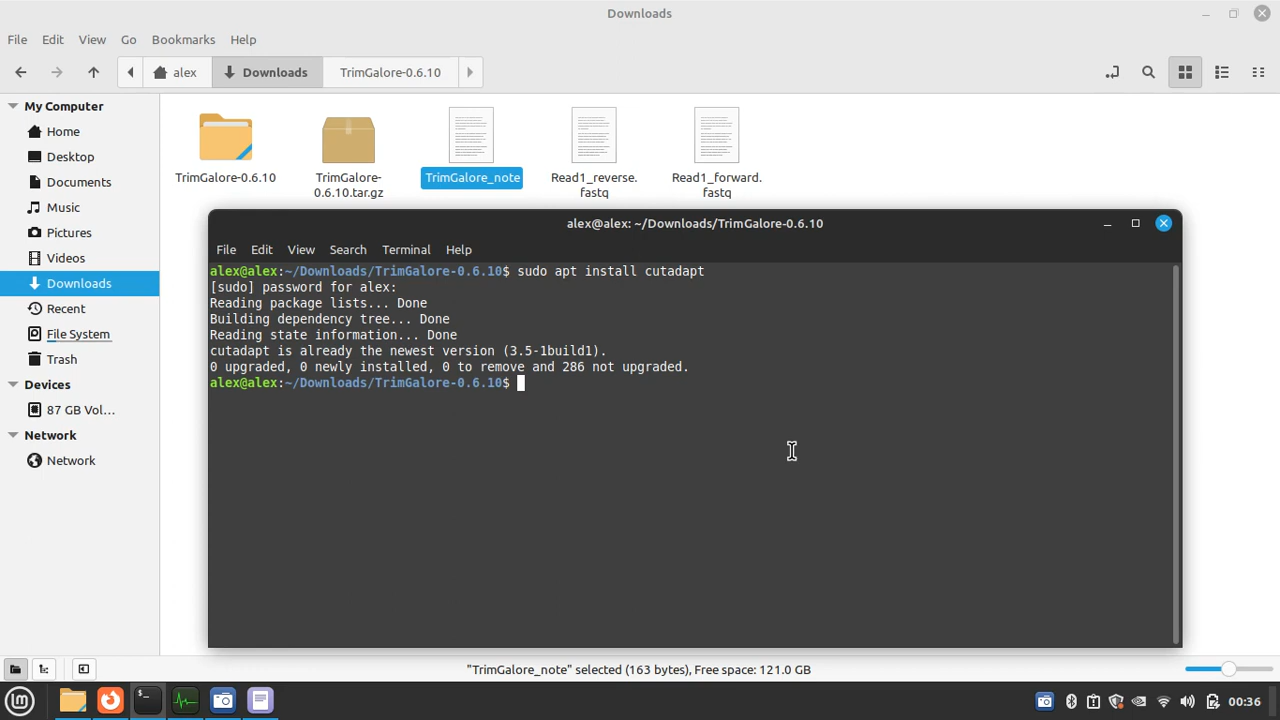 Downloads
File Edit View Go Bookmarks Help
alex Downloads TrimGalore-0.6.10
My Computer
Home
Desktop
Documents
Music
Pictures
Videos
Downloads
Recent
File System
Trash
Devices
87 GB Vol...
Network
Network
TrimGalore-0.6.10
TrimGalore-
0.6.10.tar.gz
TrimGalore_note
Read1_reverse.
fastq
Read1_forward.
fastq
alex@alex: ~/Downloads/TrimGalore-0.6.10
File Edit View Search Terminal Help
alex@alex:~/Downloads/TrimGalore-0.6.10$ sudo apt install cutadapt
[sudo] password for alex:
Reading package lists... Done
Building dependency tree... Done
Reading state information... Done
cutadapt is already the newest version (3.5-1build1).
0 upgraded, 0 newly installed, 0 to remove and 286 not upgraded.
alex@alex:~/Downloads/TrimGalore-0.6.10$
"TrimGalore_note" selected (163 bytes), Free space: 121.0 GB
00:36